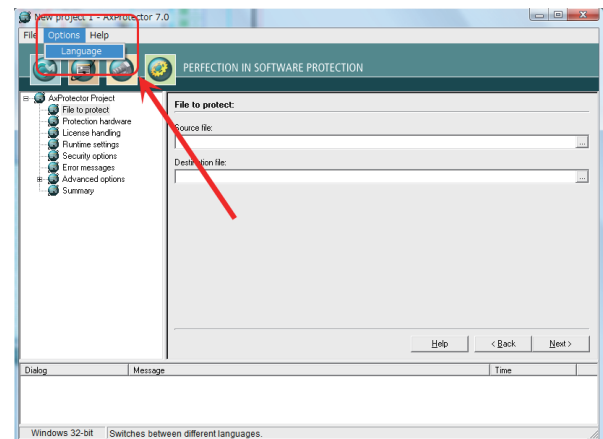 New project 1 - AxProtector 7.0
File Options Help
Language
PERFECTION IN SOFTWARE PROTECTION
AxProtector Project
File to protect
Protection hardware
License handling
Runtime settings
Security options
Error messages
Advanced options
Summary
File to protect:
Source file:
...
Destination file:
...
Help
< Back
Next >
Dialog Message Time
Windows 32-bit Switches between different languages.